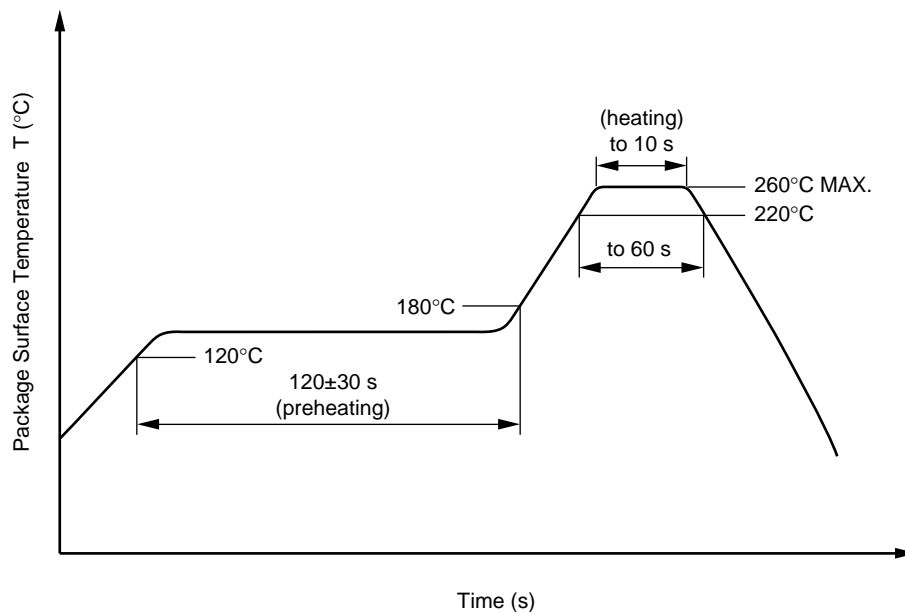 Package Surface Temperature T (°C)
(heating)
to 10 s
260°C MAX.
220°C
to 60 s
180°C
120°C
120±30 s
(preheating)
Time (s)